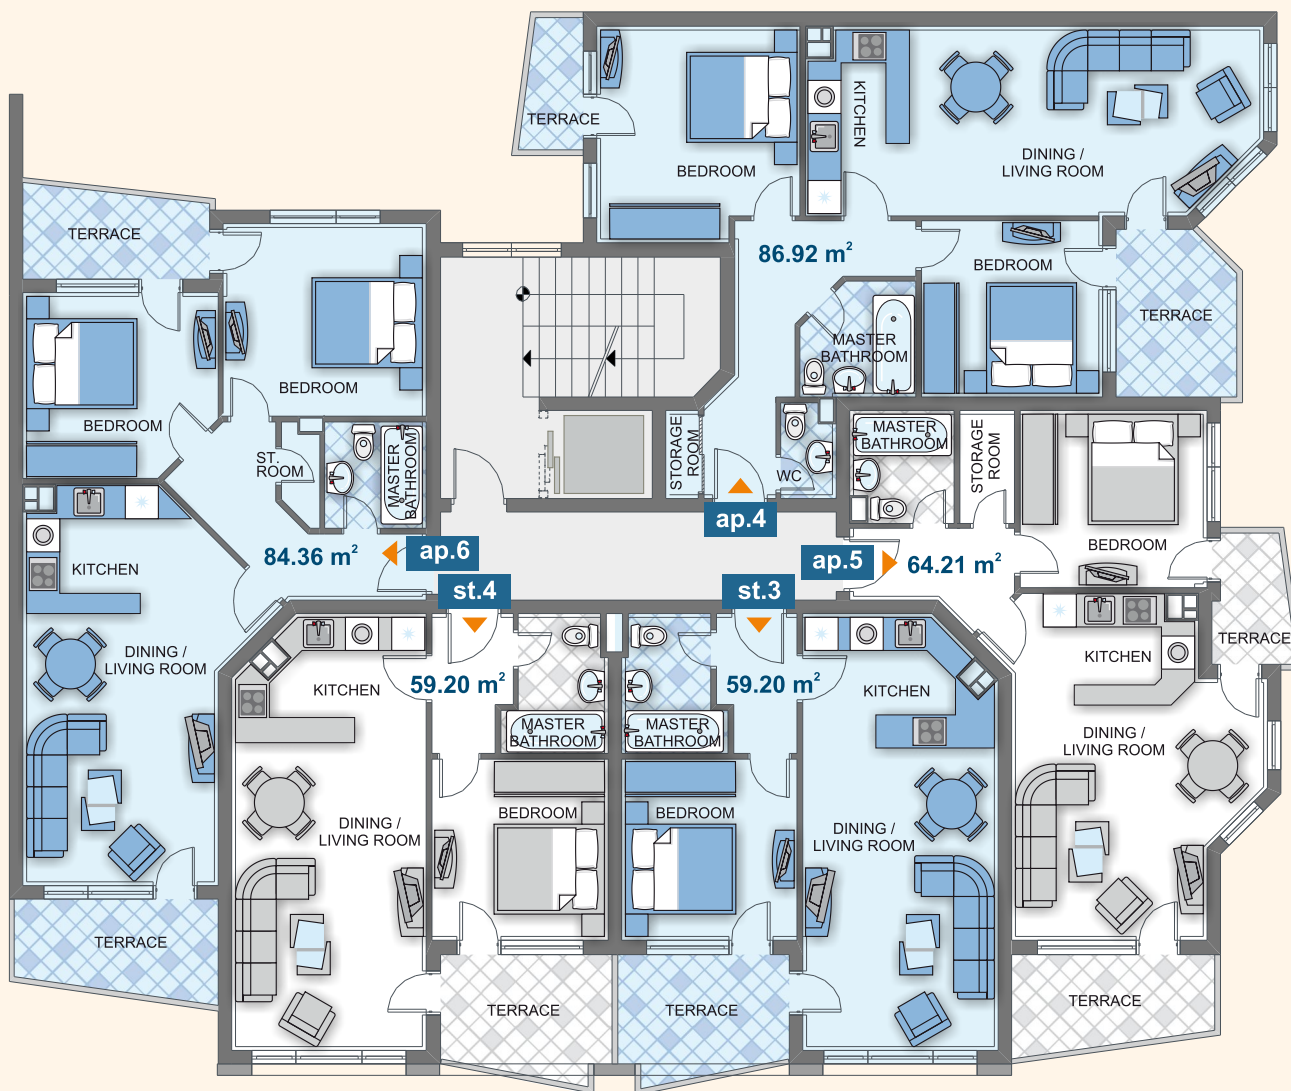 TERRACE
BEDROOM
KITCHEN
DINING /
LIVING ROOM
86.92 m²
BEDROOM
TERRACE
MASTER
BATHROOM
WC
STORAGE
ROOM
ap.4
TERRACE
BEDROOM
BEDROOM
ST.
ROOM
MASTER
BATHROOM
84.36 m²
ap.6
KITCHEN
DINING /
LIVING ROOM
TERRACE
MASTER
BATHROOM
STORAGE
ROOM
BEDROOM
ap.5
64.21 m²
TERRACE
KITCHEN
DINING /
LIVING ROOM
TERRACE
st.4
59.20 m²
KITCHEN
MASTER
BATHROOM
BEDROOM
DINING /
LIVING ROOM
TERRACE
st.3
59.20 m²
MASTER
BATHROOM
KITCHEN
BEDROOM
DINING /
LIVING ROOM
TERRACE